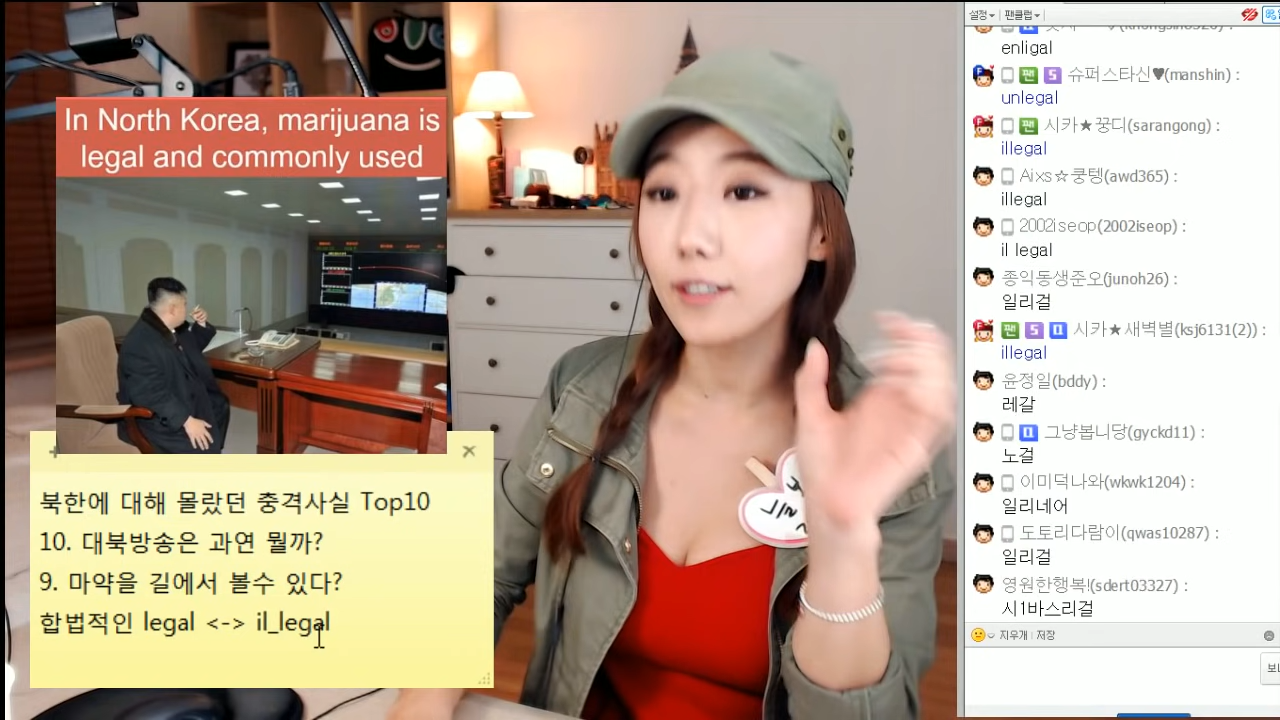 In North Korea, marijuana is
legal and commonly used
북한에 대해 몰랐던 충격사실 Top10
10. 대북방송은 과연 뭘까?
9. 마약을 길에서 볼수 있다?
합법적인 legal <-> il_legal
설정 팬클럽
enligal
팬 S 슈퍼스타신♥(manshin) :
unlegal
팬 시카★꿍디(sarangong) :
illegal
Aixs☆쿵텡(awd365) :
illegal
2002iseop(2002iseop) :
il legal
종익동생준오(junoh26) :
일리걸
팬 S 시카★새벽별(ksj6131(2)) :
illegal
윤정일(bddy) :
레갈
그냥봅니당(gyckd11) :
노걸
이미덕나와(wkwk1204) :
일리네어
도토리다람이(qwas10287) :
일리걸
영원한행복!(sdert03327) :
시1바스리걸
지우개 저장